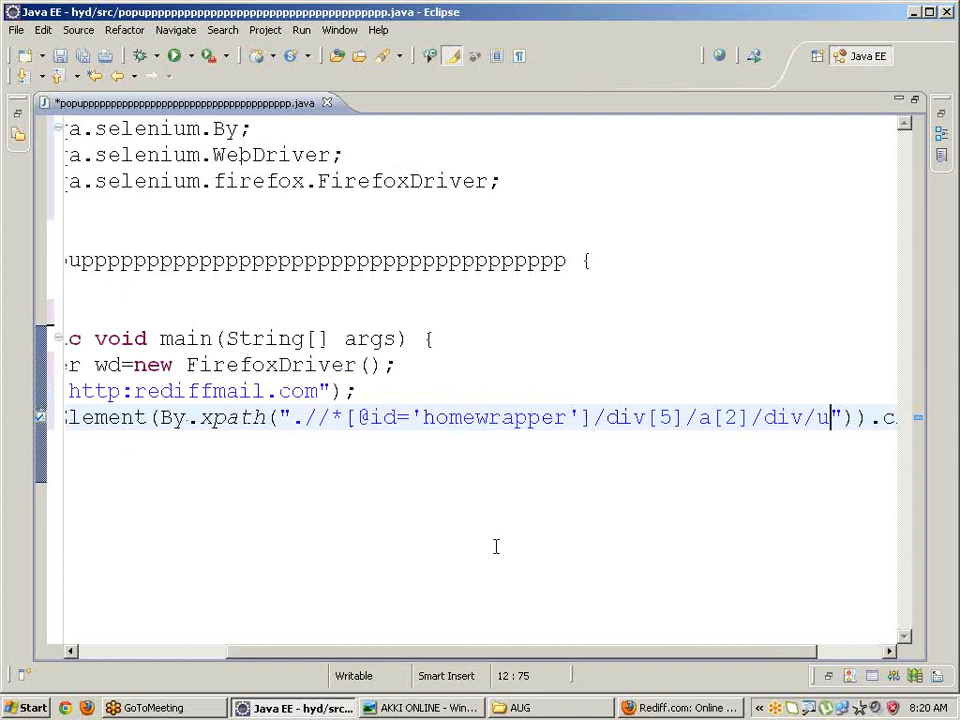 Java EE - hyd/src/popuppppppppppppppppppppppppppppppppppppppp.java - Eclipse
File Edit Source Refactor Navigate Search Project Run Window Help
Java EE
*popuppppppppppppppppppppppppppppppppppppp.java
a.selenium.By;
a.selenium.WebDriver;
a.selenium.firefox.FirefoxDriver;
uppppppppppppppppppppppppppppppppppppp {
c void main(String[] args) {
r wd=new FirefoxDriver();
http:rediffmail.com");
lement(By.xpath(".//*[@id='homewrapper']/div[5]/a[2]/div/u")).c
Writable Smart Insert 12 : 75
Start GoToMeeting Java EE - hyd/src... AKKI ONLINE - Win... AUG Rediff.com: Online ... 8:20 AM